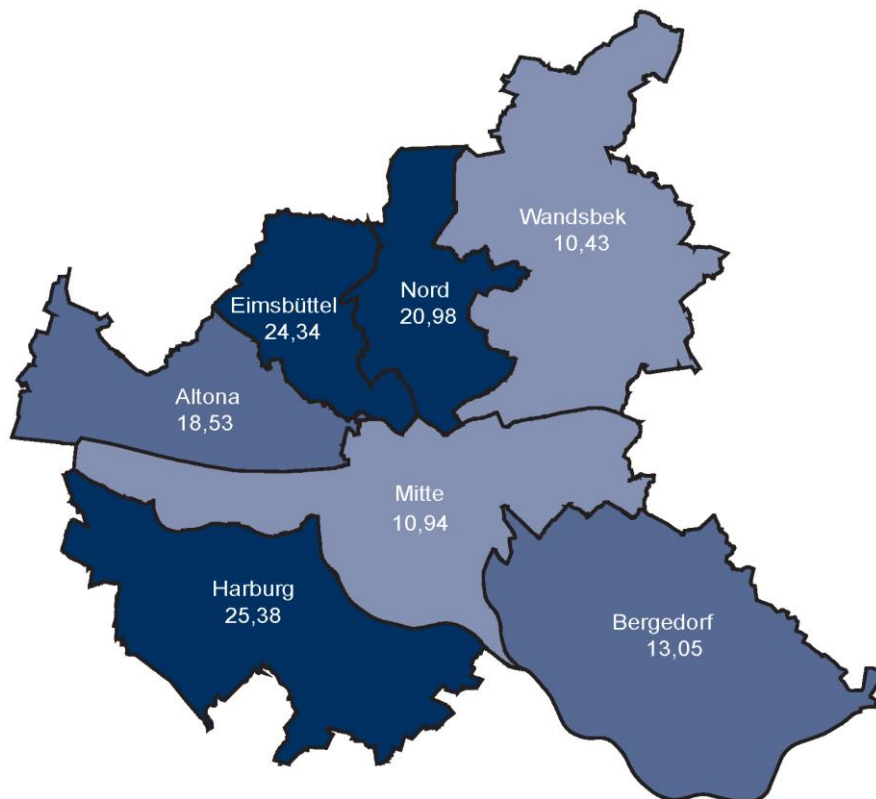 Wandsbek
10,43
Eimsbüttel
24,34
Nord
20,98
Altona
18,53
Mitte
10,94
Harburg
25,38
Bergedorf
13,05